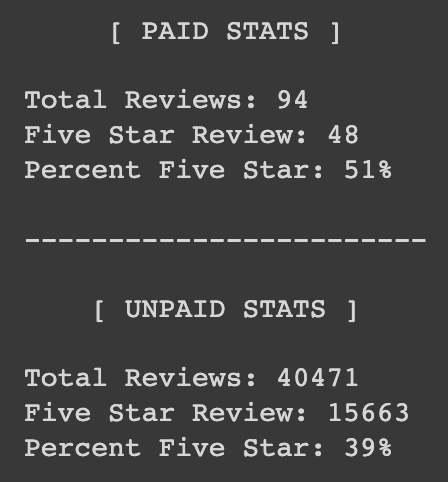 [ PAID STATS ]
Total Reviews: 94
Five Star Review: 48
Percent Five Star: 51%
------------------------
[ UNPAID STATS ]
Total Reviews: 40471
Five Star Review: 15663
Percent Five Star: 39%